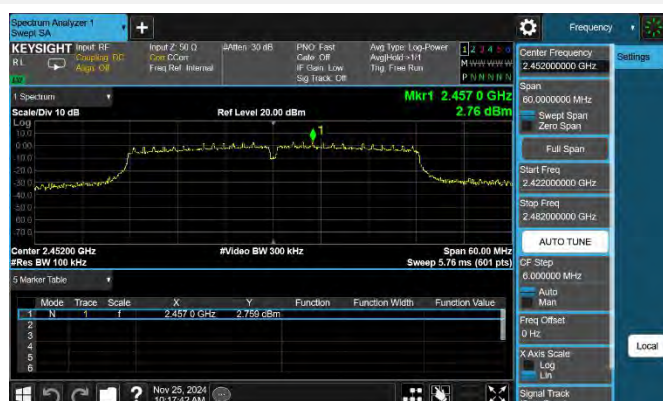 Spectrum Analyzer 1
Swept SA
+
Frequency
KEYSIGHT
Input: RF
Coupling: DC
Align: Off
Input Z: 50 Ω
Corr CCorr
Freq Ref: Internal
#Atten: 30 dB
PNO: Fast
Gate: Off
IF Gain: Low
Sig Track: Off
Avg Type: Log-Power
Avg|Hold:>1/1
Trig: Free Run
1 2 3 4 5 6
M W W W W W
P N N N N N
RL
1 Spectrum
Scale/Div 10 dB
Ref Level 20.00 dBm
Mkr1 2.457 0 GHz
2.76 dBm
Log
10.0
0.00
-10.0
-20.0
-30.0
-40.0
-50.0
-60.0
-70.0
1
Center 2.45200 GHz
#Res BW 100 kHz
#Video BW 300 kHz
Span 60.00 MHz
Sweep 5.76 ms (601 pts)
5 Marker Table
Mode Trace Scale X Y Function Function Width Function Value
1 N 1 f 2.457 0 GHz 2.759 dBm
2
3
4
5
6
Nov 25, 2024
10:17:42 AM
Center Frequency
2.452000000 GHz
Settings
Span
60.0000000 MHz
Swept Span
Zero Span
Full Span
Start Freq
2.422000000 GHz
Stop Freq
2.482000000 GHz
AUTO TUNE
CF Step
6.000000 MHz
Auto
Man
Freq Offset
0 Hz
X Axis Scale
Log
Lin
Local
Signal Track